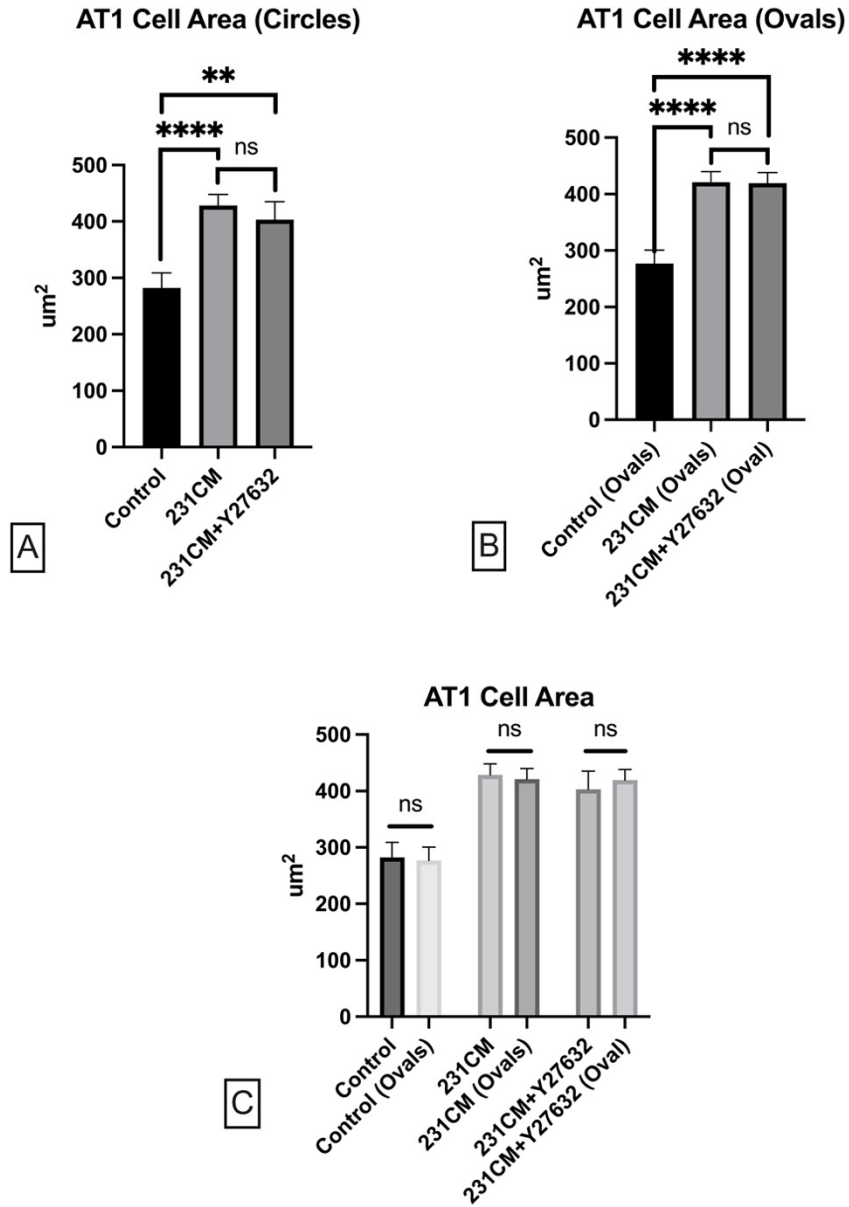 AT1 Cell Area (Circles)
**
****
ns
500
400
300
200
100
0
um²
Control
231CM
231CM+Y27632
A
AT1 Cell Area (Ovals)
****
****
ns
500
400
300
200
100
0
um²
Control (Ovals)
231CM (Ovals)
231CM+Y27632 (Oval)
B
AT1 Cell Area
ns
ns
ns
500
400
300
200
100
0
um²
Control
Control (Ovals)
231CM
231CM (Ovals)
231CM+Y27632
231CM+Y27632 (Oval)
C